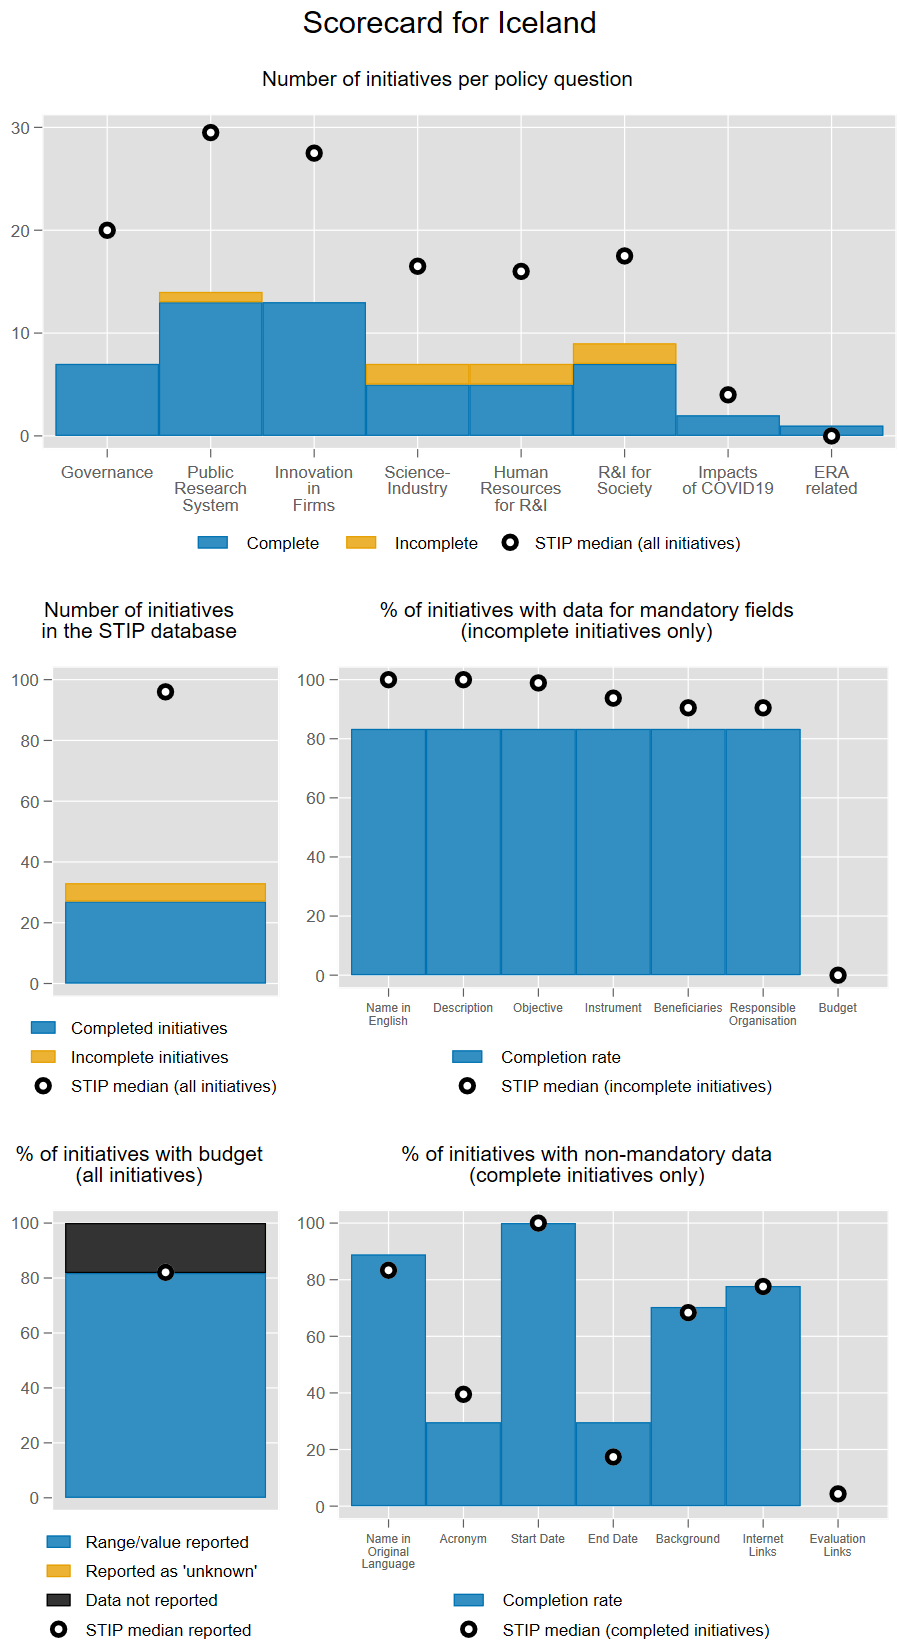 Scorecard for Iceland
Number of initiatives per policy question
30
20
10
0
Governance
Public
Research
System
Innovation
in
Firms
Science-
Industry
Human
Resources
for R&I
R&I for
Society
Impacts
of COVID19
ERA
related
Complete
Incomplete
STIP median (all initiatives)
Number of initiatives
in the STIP database
100
80
60
40
20
0
Completed initiatives
Incomplete initiatives
STIP median (all initiatives)
% of initiatives with data for mandatory fields
(incomplete initiatives only)
100
80
60
40
20
0
Name in
English
Description
Objective
Instrument
Beneficiaries
Responsible
Organisation
Budget
Completion rate
STIP median (incomplete initiatives)
% of initiatives with budget
(all initiatives)
100
80
60
40
20
0
Range/value reported
Reported as 'unknown'
Data not reported
STIP median reported
% of initiatives with non-mandatory data
(complete initiatives only)
100
80
60
40
20
0
Name in
Original
Language
Acronym
Start Date
End Date
Background
Internet
Links
Evaluation
Links
Completion rate
STIP median (completed initiatives)